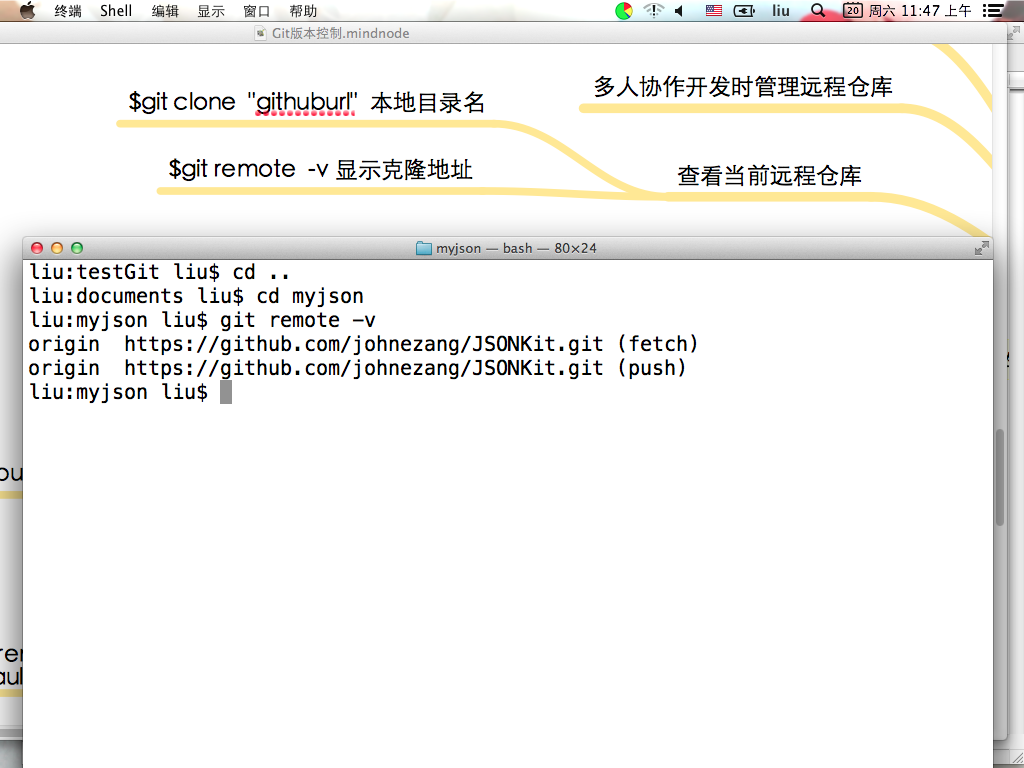 终端 Shell 编辑 显示 窗口 帮助 liu 20 周六 11:47 上午
Git版本控制.mindnode
$git clone "githuburl" 本地目录名
多人协作开发时管理远程仓库
$git remote -v 显示克隆地址
查看当前远程仓库
myjson — bash — 80×24
liu:testGit liu$ cd ..
liu:documents liu$ cd myjson
liu:myjson liu$ git remote -v
origin  https://github.com/johnezang/JSONKit.git (fetch)
origin  https://github.com/johnezang/JSONKit.git (push)
liu:myjson liu$